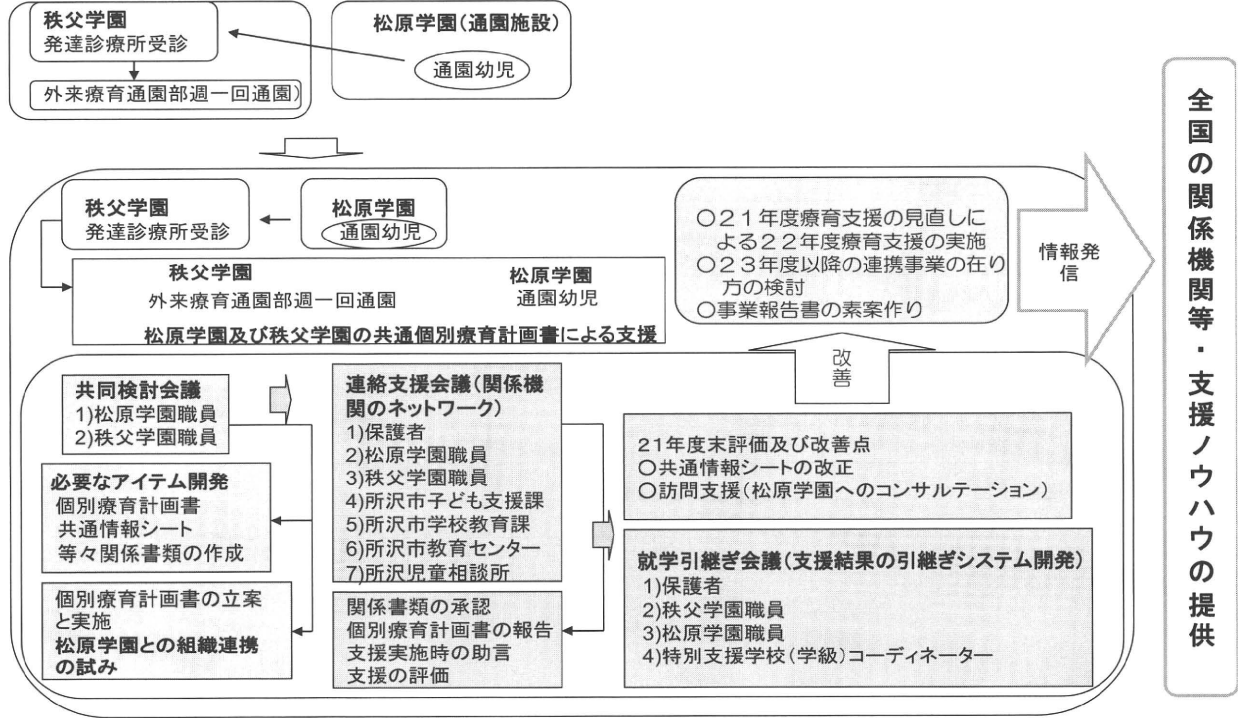 秩父学園
発達診療所受診
外来療育通園部週一回通園)
松原学園(通園施設)
通園幼児
秩父学園
発達診療所受診
松原学園
通園幼児
秩父学園
外来療育通園部週一回通園
松原学園
通園幼児
松原学園及び秩父学園の共通個別療育計画書による支援
○21年度療育支援の見直しに
よる22年度療育支援の実施
○23年度以降の連携事業の在り
方の検討
○事業報告書の素案作り
情報発
信
全国の関係機関等・支援ノウハウの提供
改
善
共同検討会議
1)松原学園職員
2)秩父学園職員
必要なアイテム開発
個別療育計画書
共通情報シート
等々関係書類の作成
個別療育計画書の立案
と実施
松原学園との組織連携
の試み
連絡支援会議(関係機
関のネットワーク)
1)保護者
2)松原学園職員
3)秩父学園職員
4)所沢市子ども支援課
5)所沢市学校教育課
6)所沢市教育センター
7)所沢児童相談所
関係書類の承認
個別療育計画書の報告
支援実施時の助言
支援の評価
21年度末評価及び改善点
○共通情報シートの改正
○訪問支援(松原学園へのコンサルテーション)
就学引継ぎ会議(支援結果の引継ぎシステム開発)
1)保護者
2)秩父学園職員
3)松原学園職員
4)特別支援学校(学級)コーディネーター